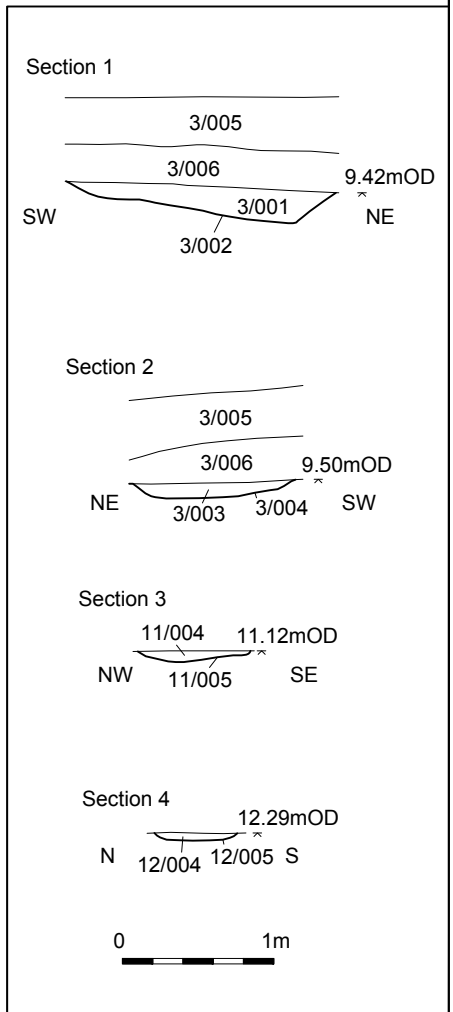 Section 1
3/005
3/006
9.42mOD
3/001
SW NE
3/002
Section 2
3/005
3/006
9.50mOD
NE SW
3/003 3/004
Section 3
11/004 11.12mOD
NW SE
11/005
Section 4
12.29mOD
N 12/004 12/005 S
0 1m